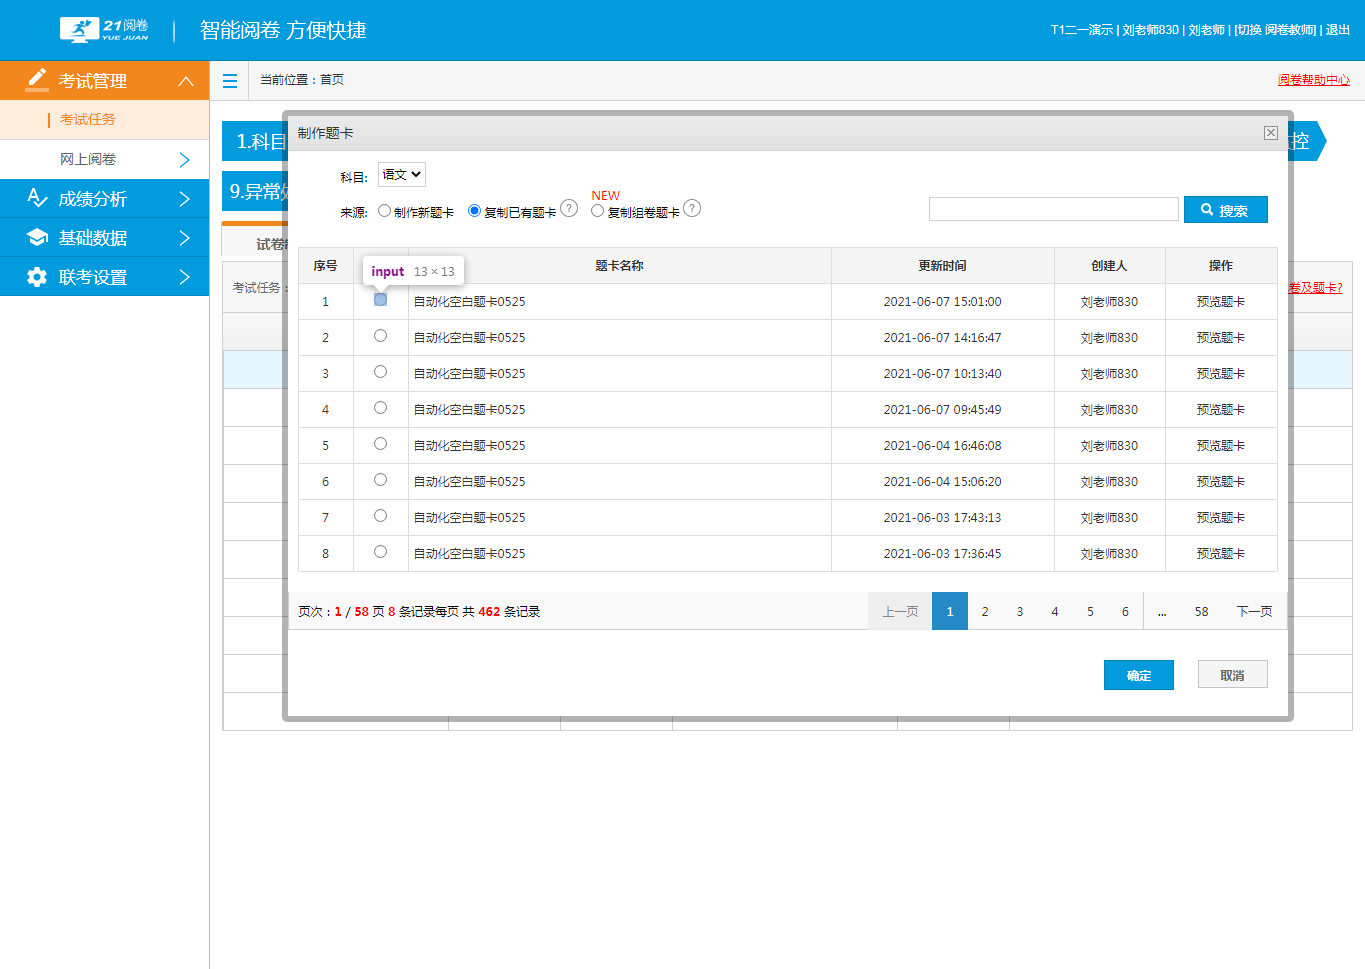 21阅卷
YUE JUAN
智能阅卷 方便快捷
T1二一演示 | 刘老师830 | 刘老师 | [切换 阅卷教师] | 退出
考试管理
考试任务
网上阅卷
成绩分析
基础数据
联考设置
当前位置：首页
阅卷帮助中心
1.科目
控
9.异常
试卷
考试任务：
卷及题卡?
制作题卡
科目: 语文
来源: 制作新题卡 复制已有题卡 ? NEW 复制组卷题卡 ?
搜索
序号 题卡名称 更新时间 创建人 操作
input 13 × 13
1 自动化空白题卡0525 2021-06-07 15:01:00 刘老师830 预览题卡
2 自动化空白题卡0525 2021-06-07 14:16:47 刘老师830 预览题卡
3 自动化空白题卡0525 2021-06-07 10:13:40 刘老师830 预览题卡
4 自动化空白题卡0525 2021-06-07 09:45:49 刘老师830 预览题卡
5 自动化空白题卡0525 2021-06-04 16:46:08 刘老师830 预览题卡
6 自动化空白题卡0525 2021-06-04 15:06:20 刘老师830 预览题卡
7 自动化空白题卡0525 2021-06-03 17:43:13 刘老师830 预览题卡
8 自动化空白题卡0525 2021-06-03 17:36:45 刘老师830 预览题卡
页次：1 / 58 页 8 条记录每页 共 462 条记录
上一页 1 2 3 4 5 6 ... 58 下一页
确定 取消